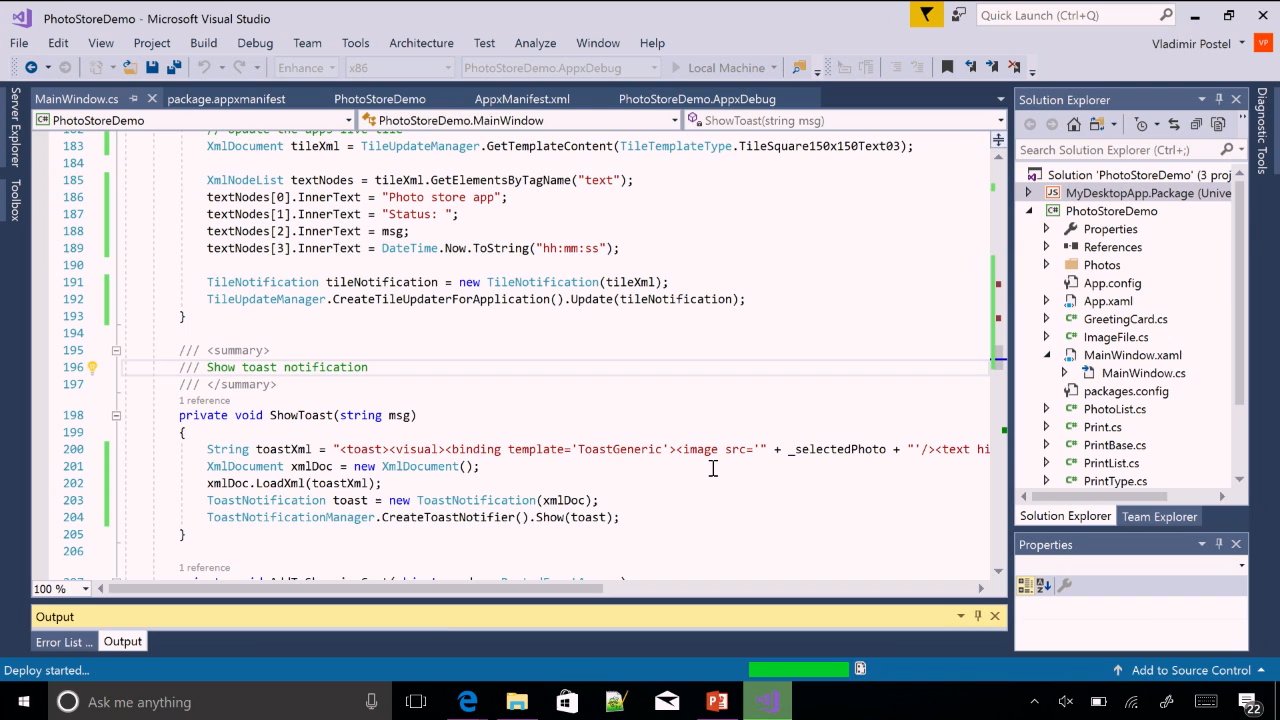 PhotoStoreDemo - Microsoft Visual Studio
Quick Launch (Ctrl+Q)
File Edit View Project Build Debug Team Tools Architecture Test Analyze Window Help
Vladimir Postel VP
Enhance x86 PhotoStoreDemo.AppxDebug Local Machine
Server Explorer
Toolbox
MainWindow.cs package.appxmanifest PhotoStoreDemo AppxManifest.xml PhotoStoreDemo.AppxDebug
PhotoStoreDemo PhotoStoreDemo.MainWindow ShowToast(string msg)
183 XmlDocument tileXml = TileUpdateManager.GetTemplateContent(TileTemplateType.TileSquare150x150Text03);
184
185 XmlNodeList textNodes = tileXml.GetElementsByTagName("text");
186 textNodes[0].InnerText = "Photo store app";
187 textNodes[1].InnerText = "Status: ";
188 textNodes[2].InnerText = msg;
189 textNodes[3].InnerText = DateTime.Now.ToString("hh:mm:ss");
190
191 TileNotification tileNotification = new TileNotification(tileXml);
192 TileUpdateManager.CreateTileUpdaterForApplication().Update(tileNotification);
193 }
194
195 /// <summary>
196 /// Show toast notification
197 /// </summary>
1 reference
198 private void ShowToast(string msg)
199 {
200 String toastXml = "<toast><visual><binding template='ToastGeneric'><image src='" + _selectedPhoto + "'/><text hi
201 XmlDocument xmlDoc = new XmlDocument();
202 xmlDoc.LoadXml(toastXml);
203 ToastNotification toast = new ToastNotification(xmlDoc);
204 ToastNotificationManager.CreateToastNotifier().Show(toast);
205 }
206
1 reference
100 %
Output
Error List ... Output
Deploy started...
Solution Explorer
Search Solution Explorer (Ctrl+;)
Solution 'PhotoStoreDemo' (3 proj
MyDesktopApp.Package (Unive
PhotoStoreDemo
Properties
References
Photos
App.config
App.xaml
GreetingCard.cs
ImageFile.cs
MainWindow.xaml
MainWindow.cs
packages.config
PhotoList.cs
Print.cs
PrintBase.cs
PrintList.cs
PrintType.cs
Solution Explorer Team Explorer
Properties
Diagnostic Tools
Add to Source Control
Ask me anything
22